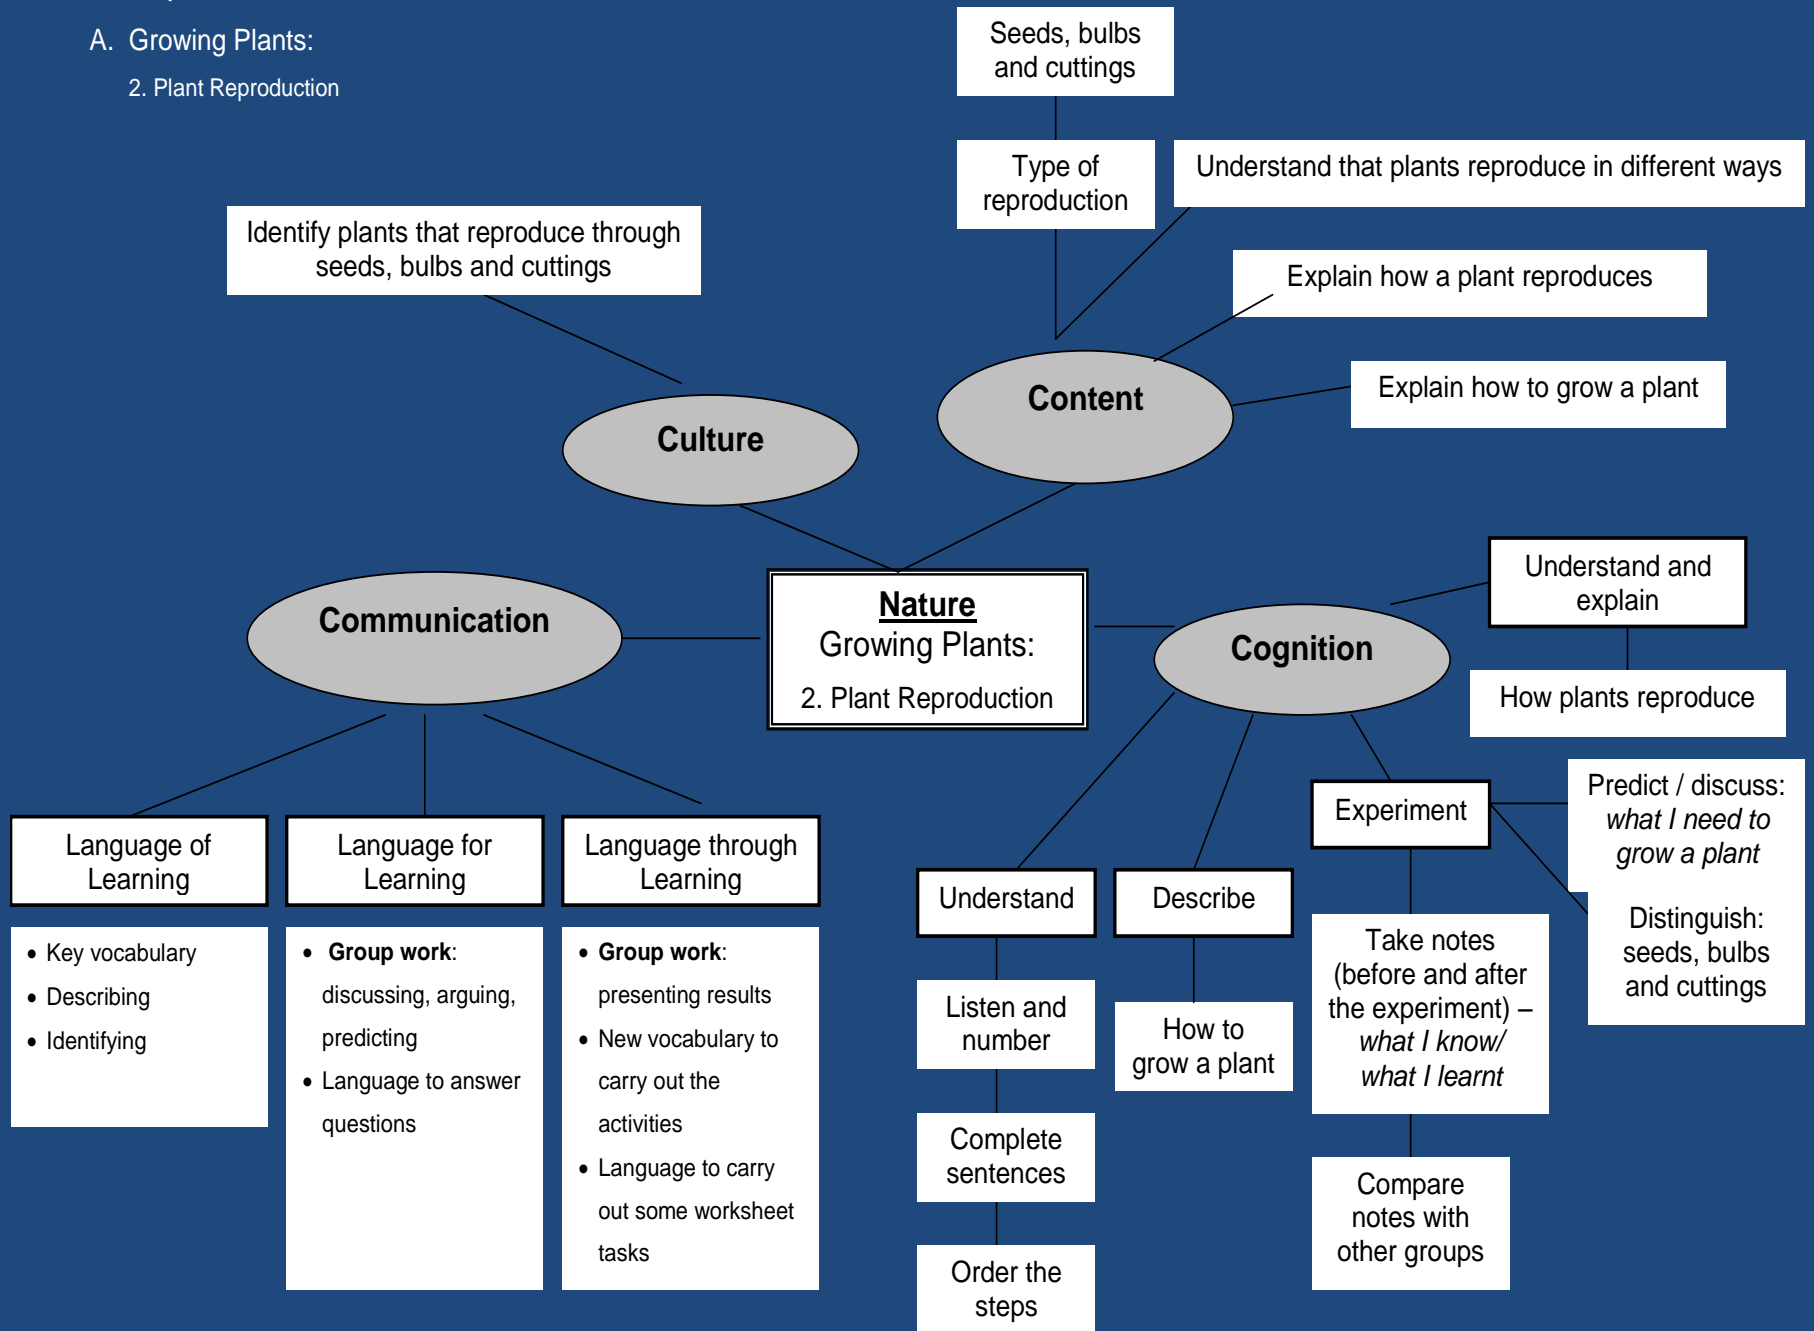 A. Growing Plants:
2. Plant Reproduction
Seeds, bulbs
and cuttings
Type of
reproduction
Understand that plants reproduce in different ways
Identify plants that reproduce through
seeds, bulbs and cuttings
Explain how a plant reproduces
Explain how to grow a plant
Content
Culture
Communication
Nature
Growing Plants:
2. Plant Reproduction
Cognition
Understand and
explain
How plants reproduce
Language of
Learning
• Key vocabulary
• Describing
• Identifying
Language for
Learning
• Group work:
discussing, arguing,
predicting
• Language to answer
questions
Language through
Learning
• Group work:
presenting results
• New vocabulary to
carry out the
activities
• Language to carry
out some worksheet
tasks
Understand
Listen and
number
Complete
sentences
Order the
steps
Describe
How to
grow a plant
Experiment
Take notes
(before and after
the experiment) –
what I know/
what I learnt
Compare
notes with
other groups
Predict / discuss:
what I need to
grow a plant
Distinguish:
seeds, bulbs
and cuttings